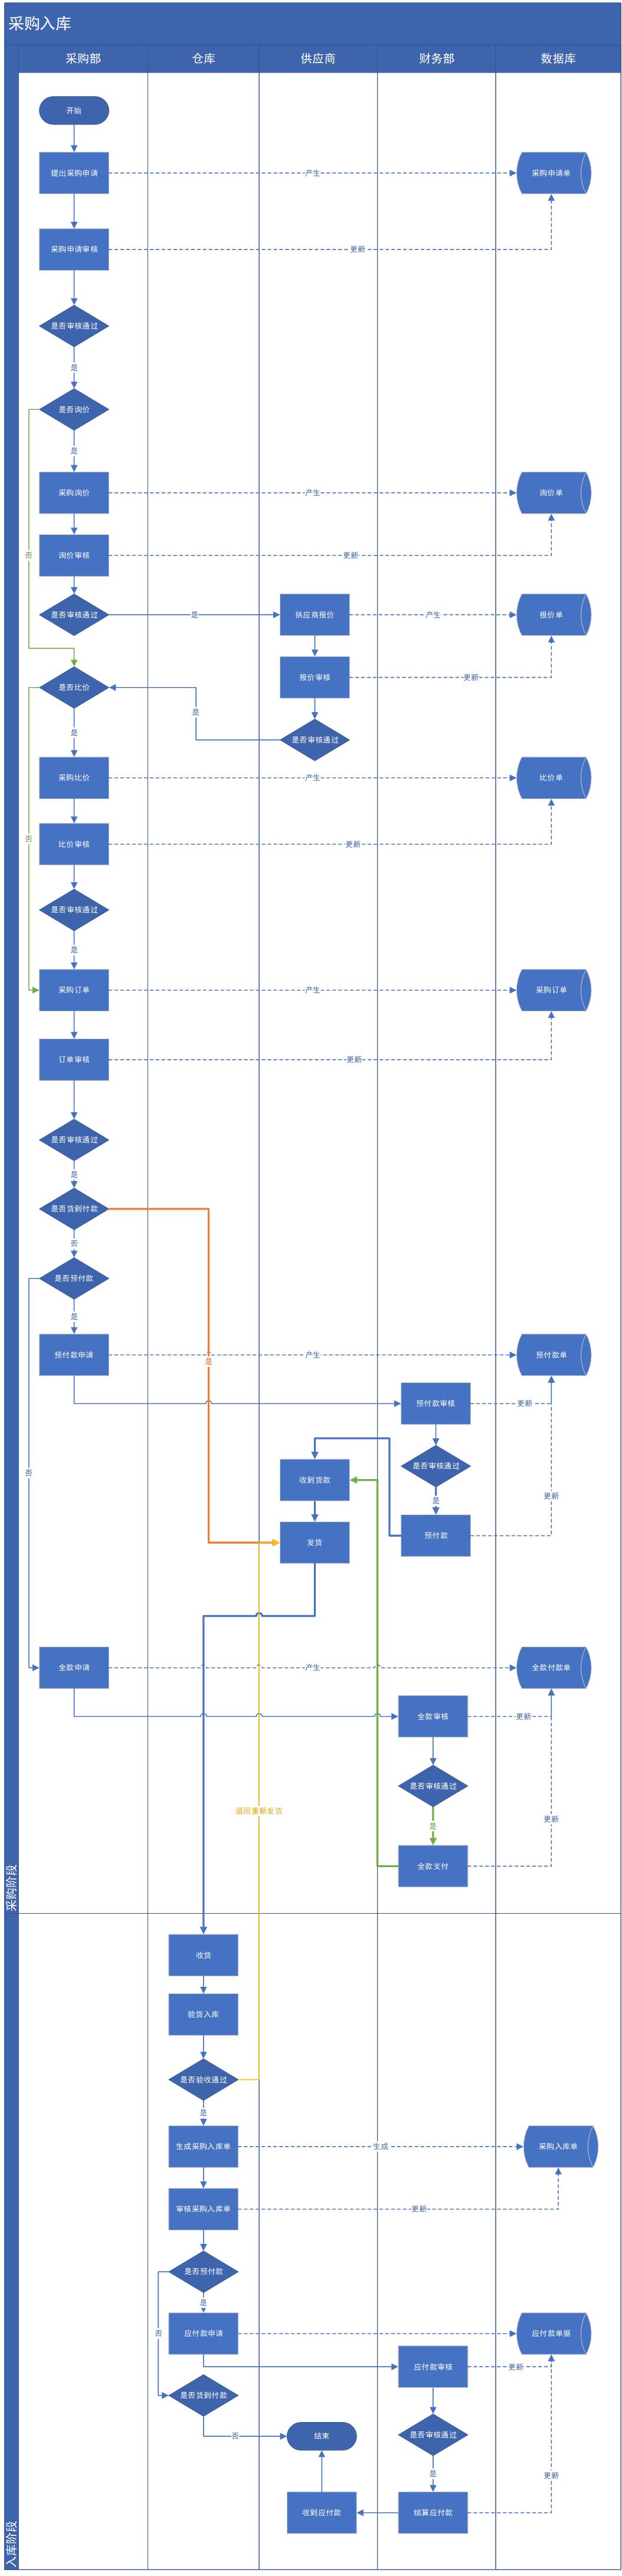 采购入库
采购部
仓库
供应商
财务部
数据库
开始
提出采购申请
产生
采购申请单
采购申请审核
更新
是否审核通过
是
是否询价
是
采购询价
产生
询价单
否
询价审核
更新
是否审核通过
是
供应商报价
产生
报价单
报价审核
更新
是否比价
是
是
是否审核通过
采购比价
产生
比价单
否
比价审核
更新
是否审核通过
是
采购订单
产生
采购订单
订单审核
更新
是否审核通过
是
是否货到付款
否
是否预付款
是
预付款申请
产生
预付款单
是
预付款审核
更新
否
是否审核通过
收到货款
是
更新
预付款
发货
全款申请
产生
全款付款单
全款审核
更新
是否审核通过
退回重新发货
是
更新
全款支付
采购阶段
收货
验货入库
是否验收通过
是
生成采购入库单
生成
采购入库单
审核采购入库单
更新
是否预付款
是
否
应付款申请
应付款单据
应付款审核
更新
是否货到付款
否
结束
是否审核通过
是
更新
收到应付款
结算应付款
入库阶段